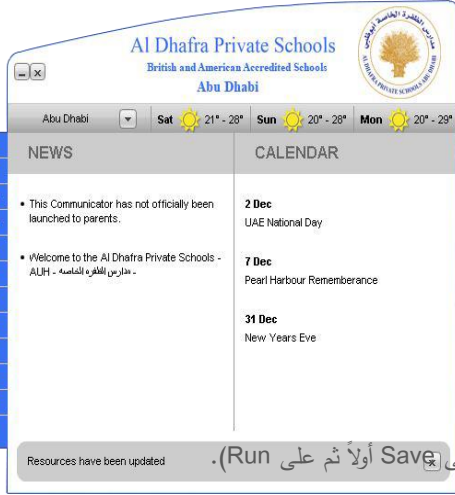 Al Dhafra Private Schools
British and American Accredited Schools
Abu Dhabi
Abu Dhabi
Sat 21° - 28°
Sun 20° - 28°
Mon 20° - 29°
NEWS
• This Communicator has not officially been
launched to parents.
• Welcome to the Al Dhafra Private Schools -
AUH - مدارس الظفره الخاصه -
CALENDAR
2 Dec
UAE National Day
7 Dec
Pearl Harbour Rememberance
31 Dec
New Years Eve
Resources have been updated
Save أولاً ثم على Run).